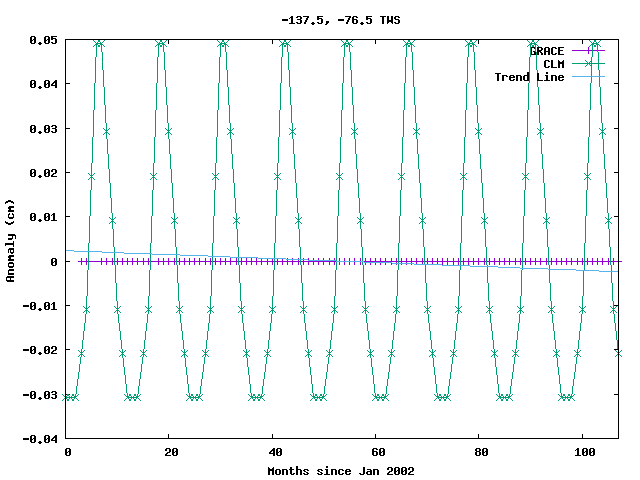 -137.5, -76.5 TWS
GRACE
CLM
Trend Line
0.05
0.04
0.03
0.02
0.01
0
-0.01
-0.02
-0.03
-0.04
Anomaly (cm)
0 20 40 60 80 100
Months since Jan 2002